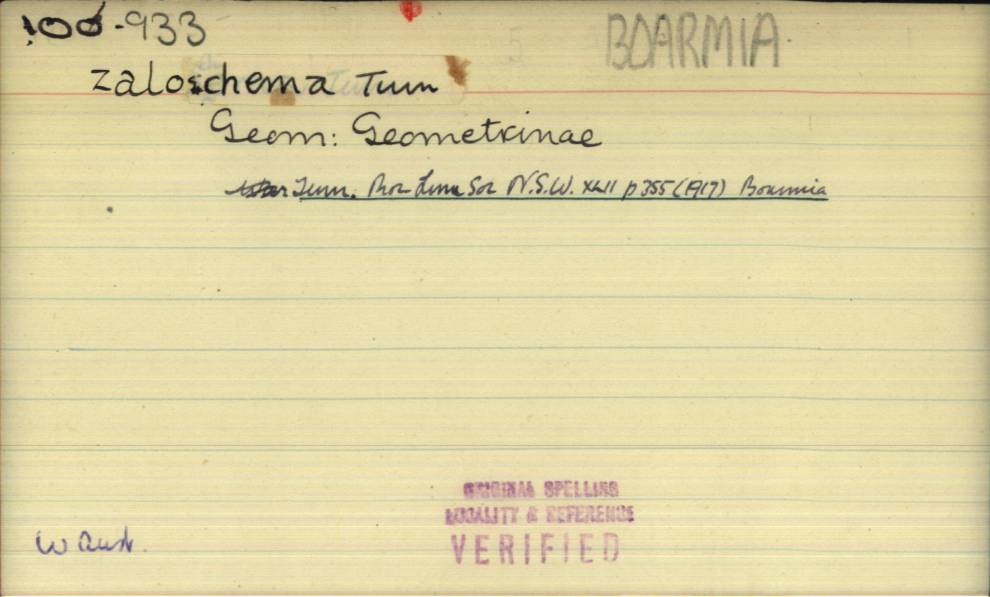 100-933
BOARMIA
zaloschema Turn
Geom: Geometrinae
Turn. Proc Linn Soc N.S.W. XLII p 355 (1917) Boarmia
ORIGINAL SPELLING
LOCALITY & REFERENCE
VERIFIED
W Aust.